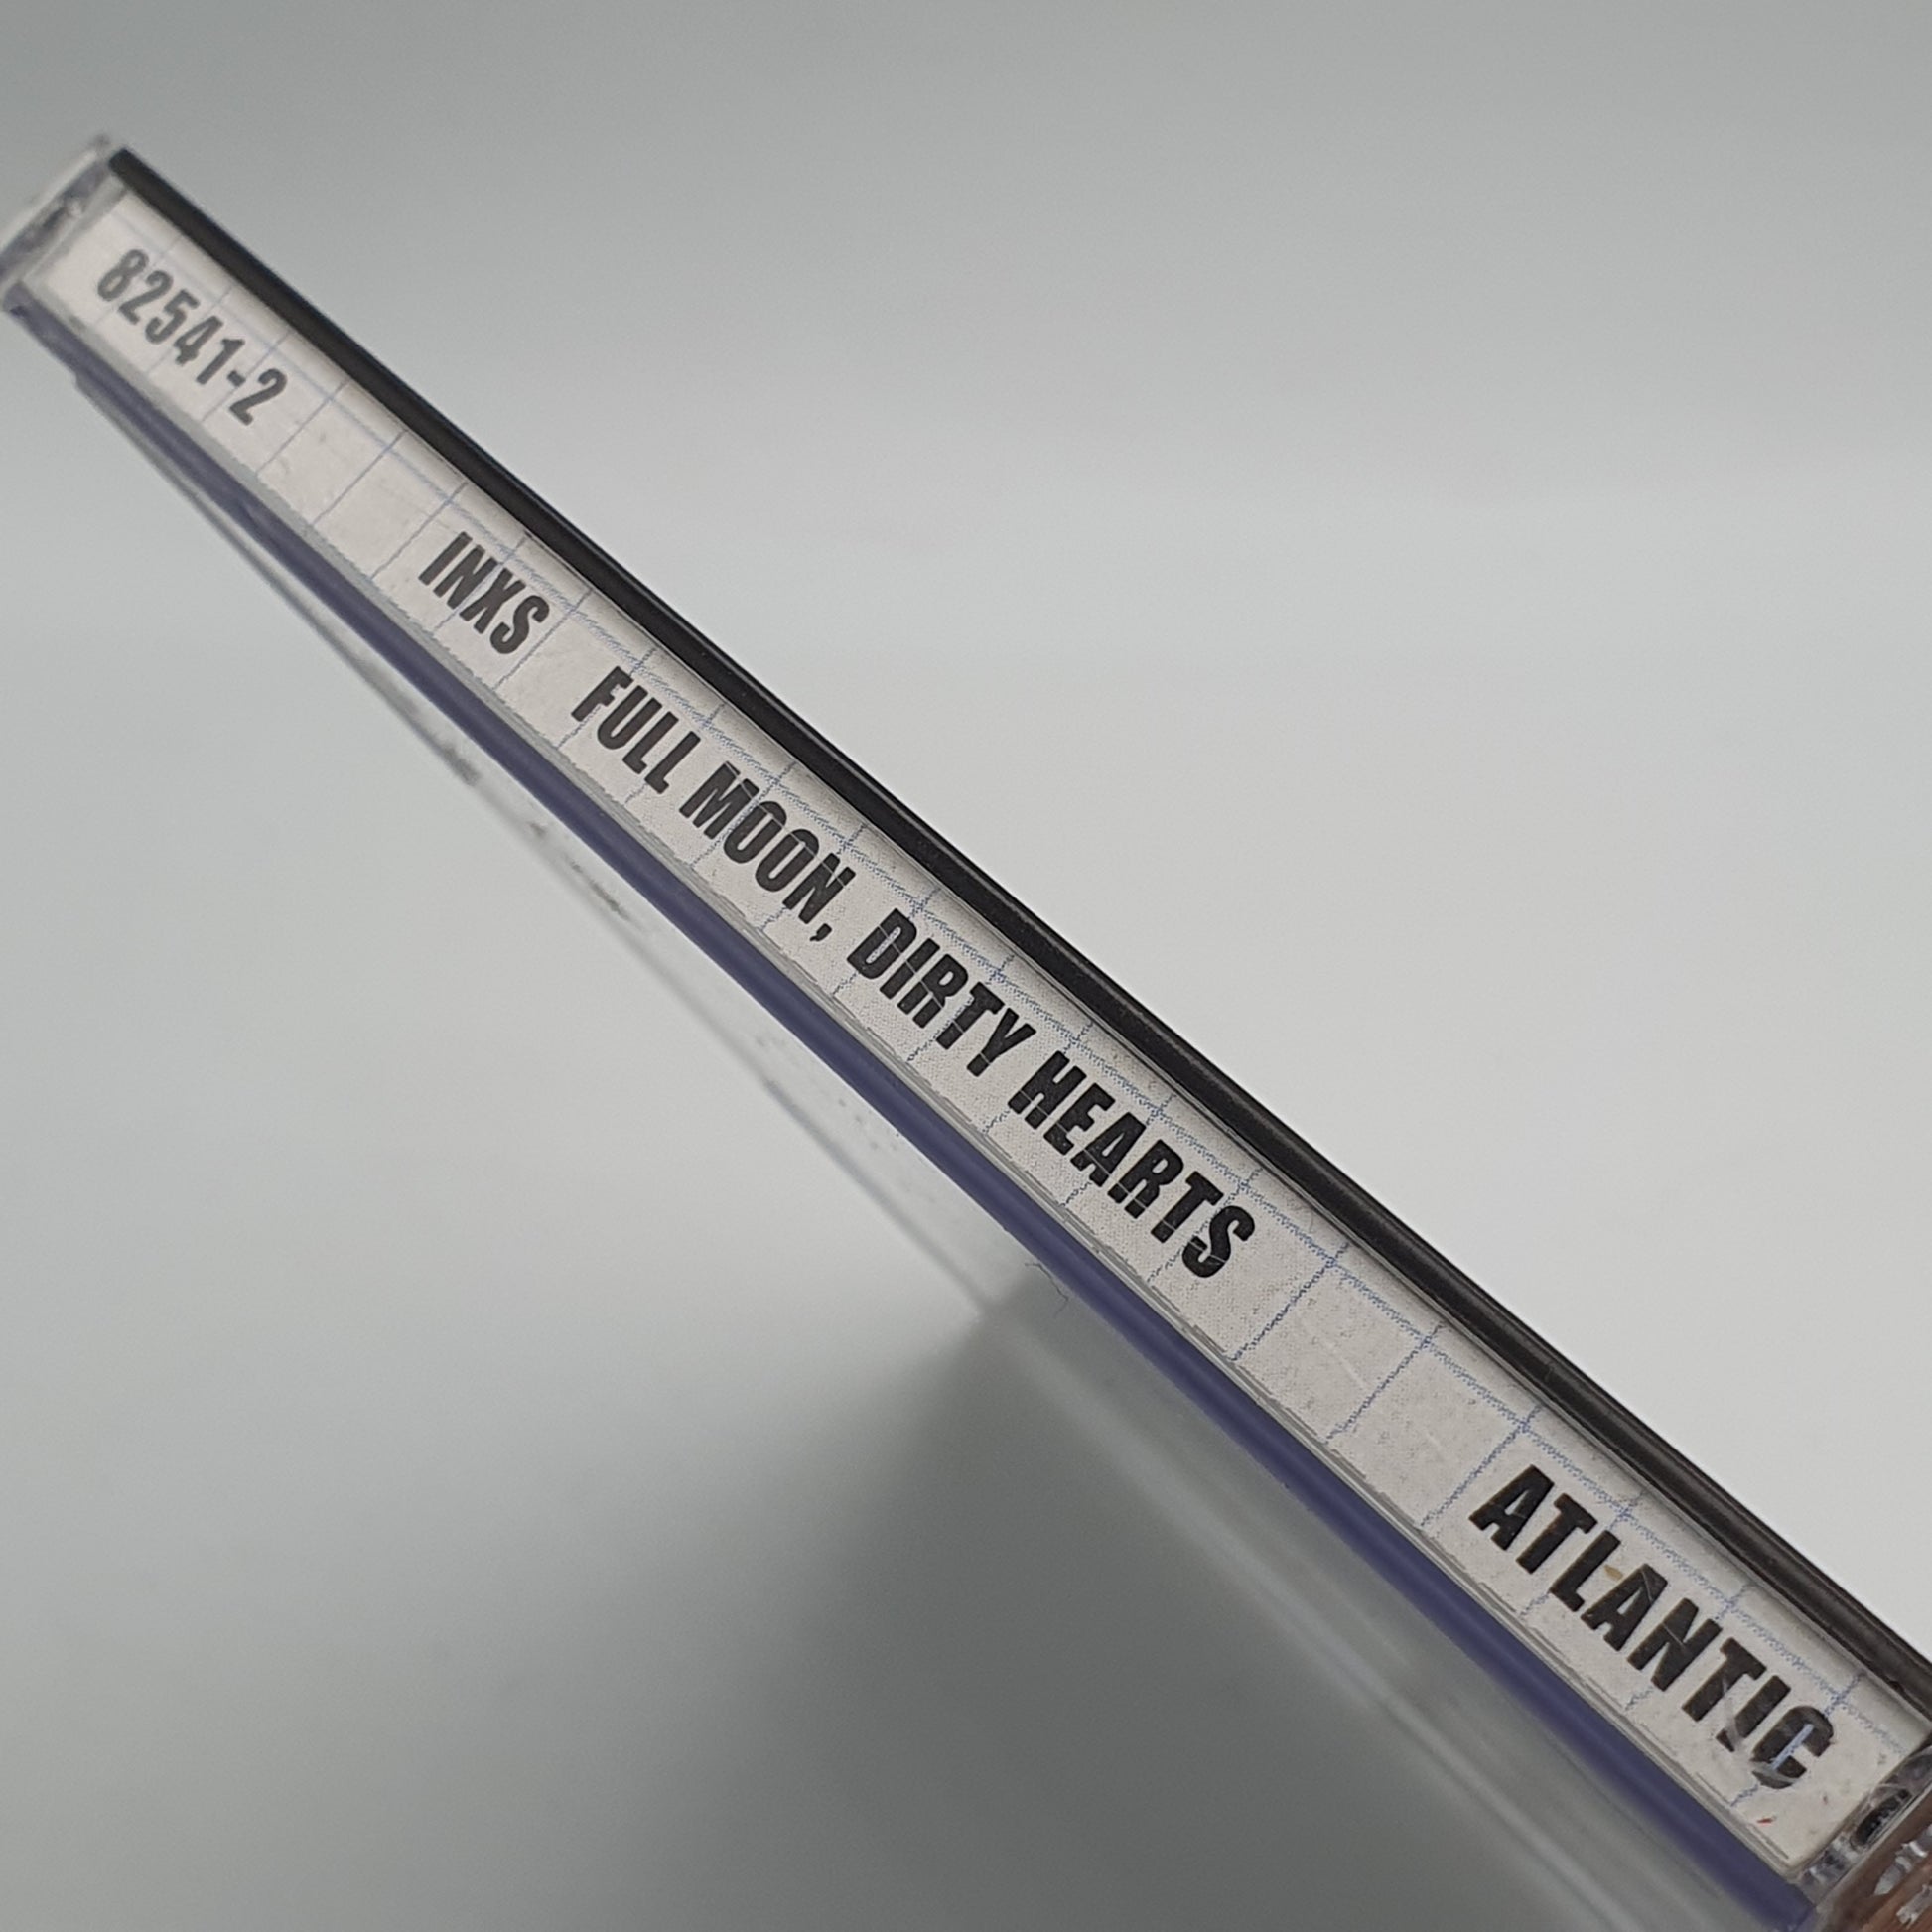 82541-2 INXS FULL MOON, DIRTY HEARTS ATLANTIC